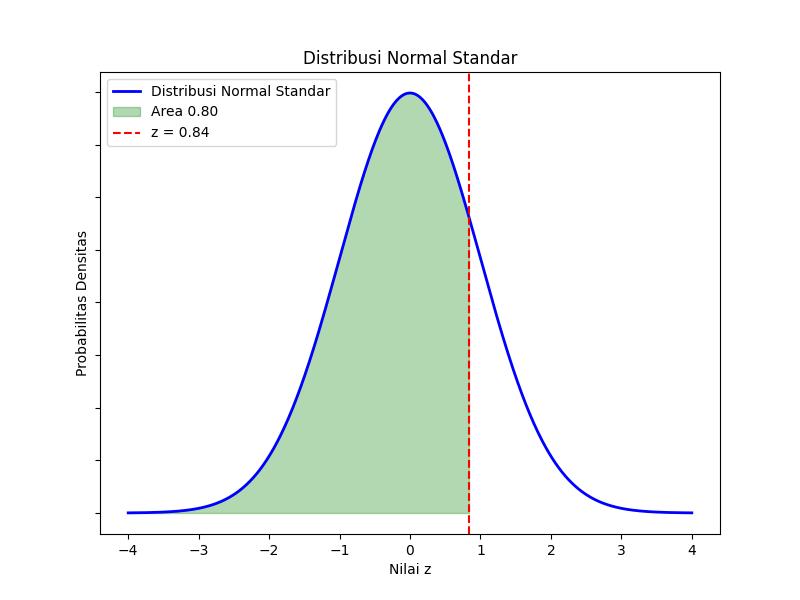 Distribusi Normal Standar
Distribusi Normal Standar
Area 0.80
z = 0.84
Probabilitas Densitas
−4 −3 −2 −1 0 1 2 3 4
Nilai z